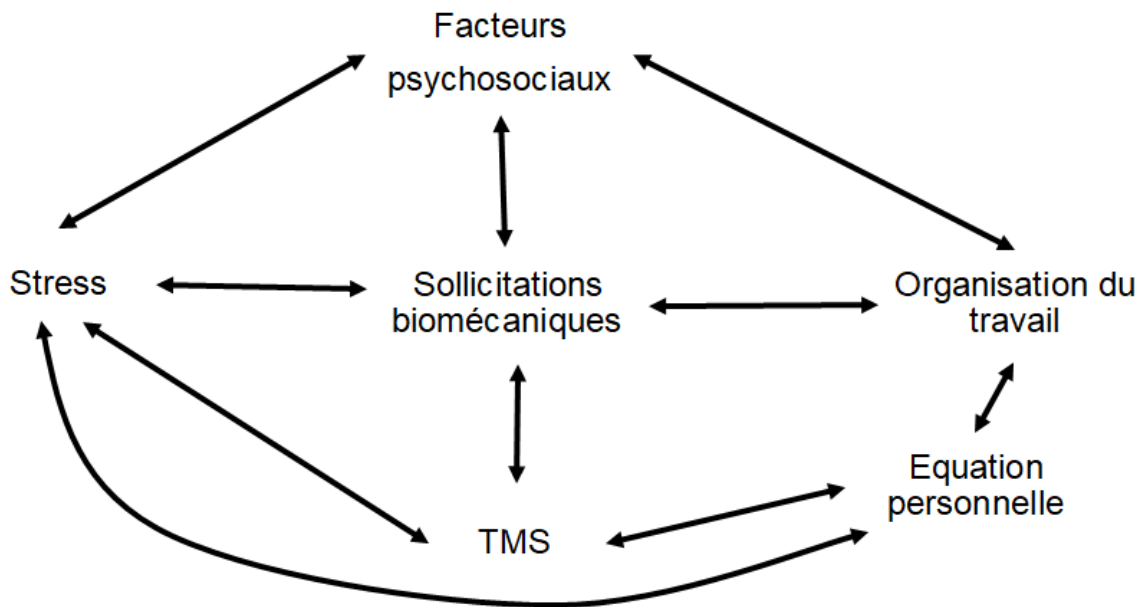 Facteurs
psychosociaux
Stress
Sollicitations
biomécaniques
Organisation du
travail
Equation
personnelle
TMS